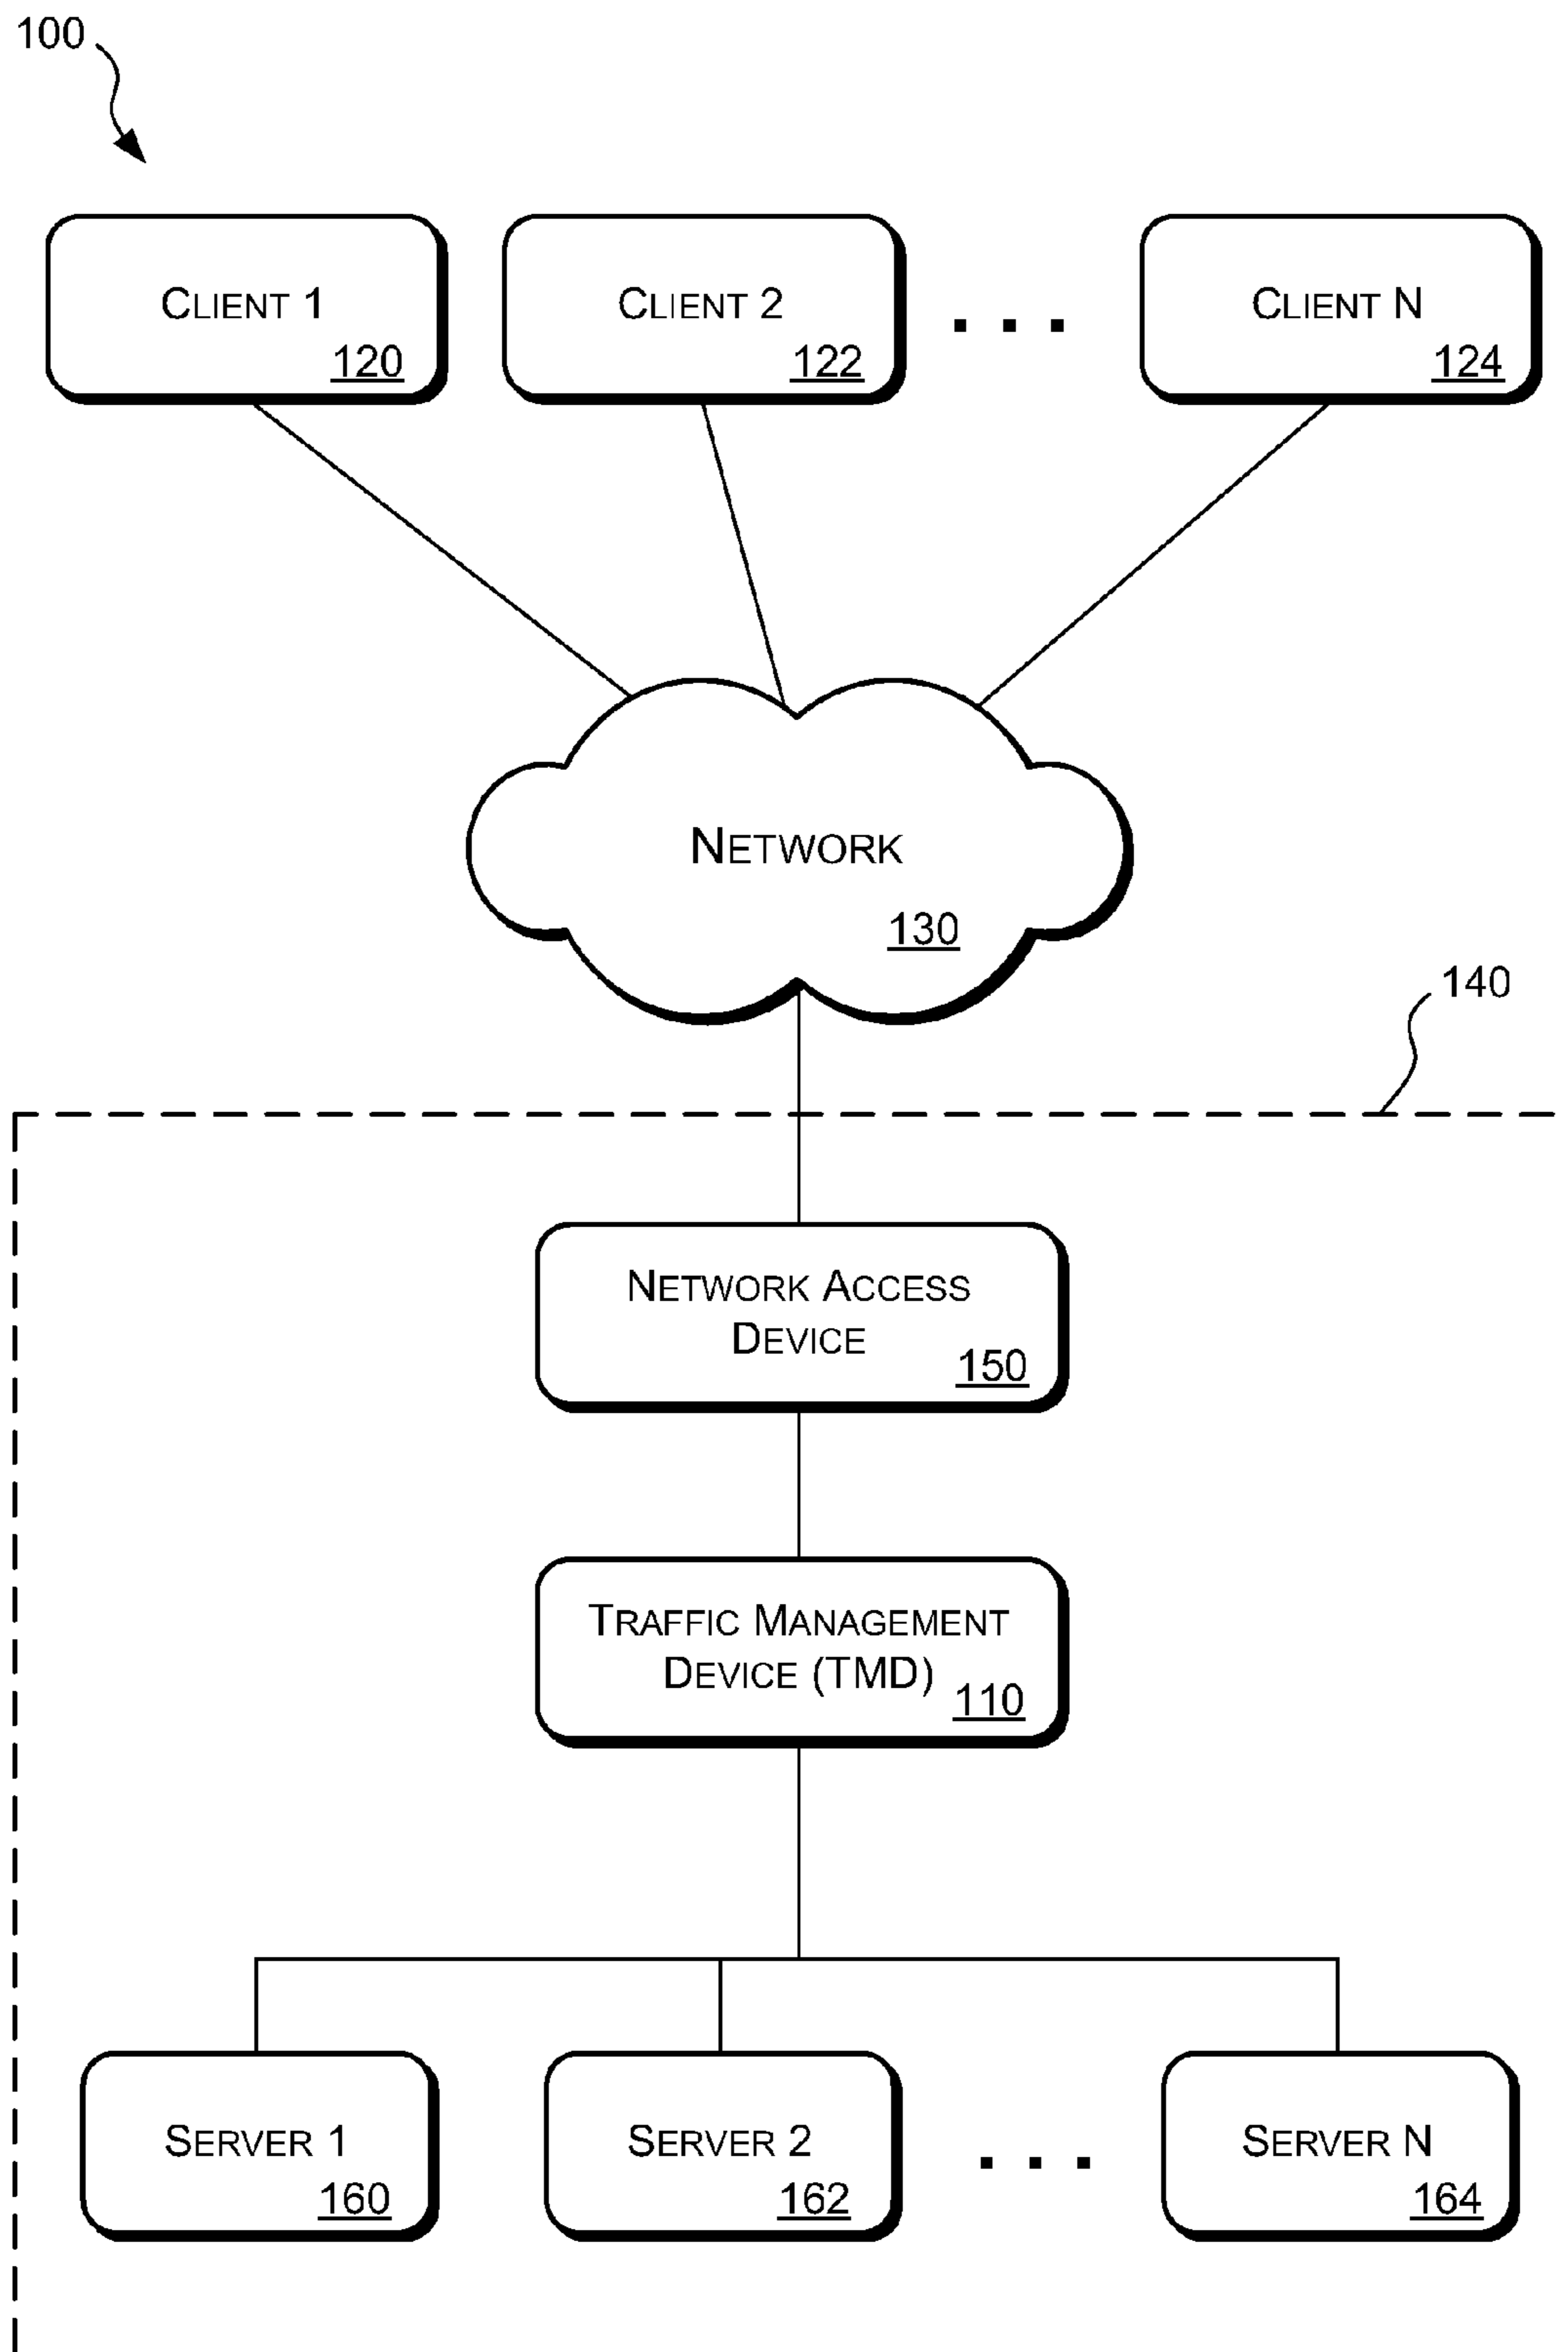 100
CLIENT 1
120
CLIENT 2
122
. . .
CLIENT N
124
NETWORK
130
140
NETWORK ACCESS
DEVICE
150
TRAFFIC MANAGEMENT
DEVICE (TMD)
110
SERVER 1
160
SERVER 2
162
. . .
SERVER N
164